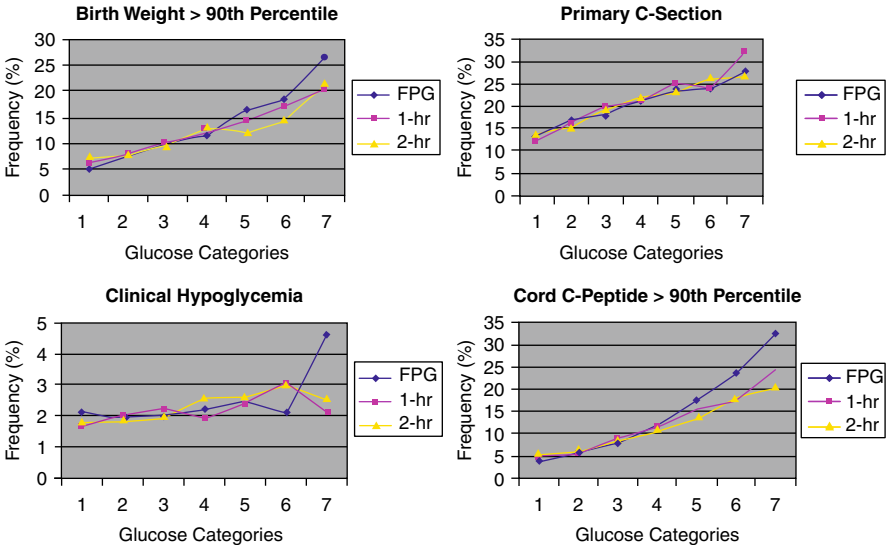 Birth Weight > 90th Percentile
Frequency (%)
30
25
20
15
10
5
0
1 2 3 4 5 6 7
Glucose Categories
FPG
1-hr
2-hr
Primary C-Section
Frequency (%)
35
30
25
20
15
10
5
0
1 2 3 4 5 6 7
Glucose Categories
FPG
1-hr
2-hr
Clinical Hypoglycemia
Frequency (%)
5
4
3
2
1
0
1 2 3 4 5 6 7
Glucose Categories
FPG
1-hr
2-hr
Cord C-Peptide > 90th Percentile
Frequency (%)
35
30
25
20
15
10
5
0
1 2 3 4 5 6 7
Glucose Categories
FPG
1-hr
2-hr